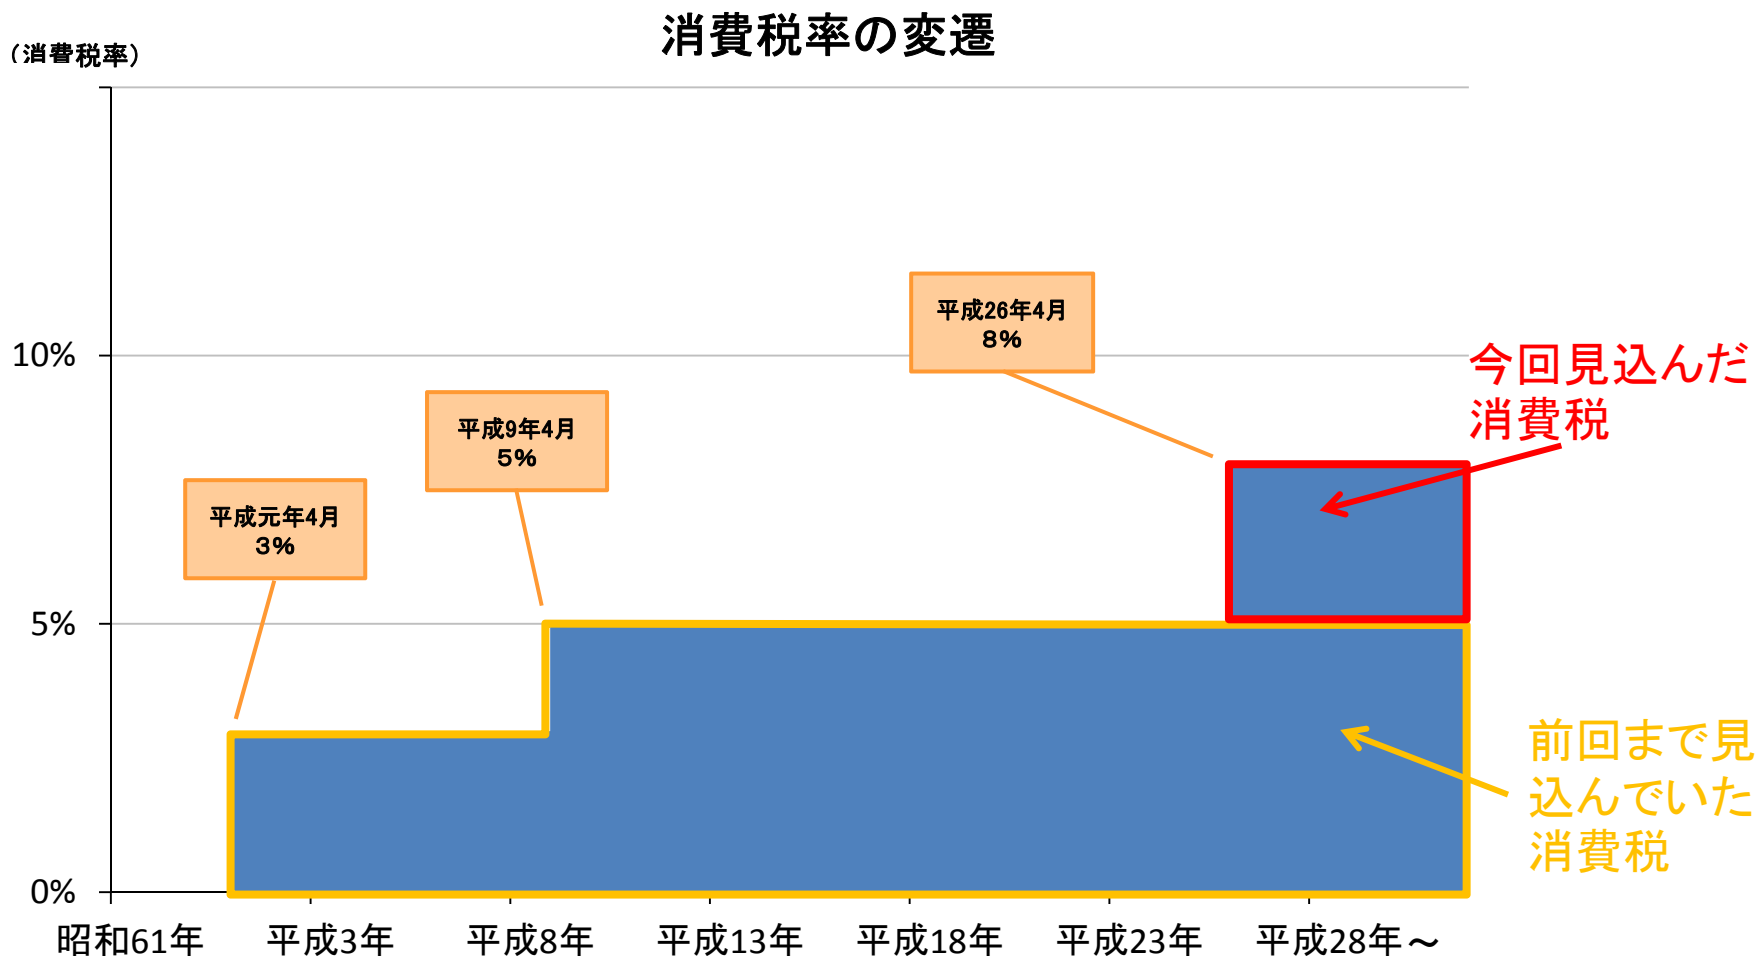 消費税率の変遷
（消費税率）
平成26年4月
８％
10%
今回見込んだ
消費税
平成9年4月
５％
平成元年4月
３％
5%
前回まで見
込んでいた
消費税
0%
昭和61年 平成3年 平成8年 平成13年 平成18年 平成23年 平成28年～